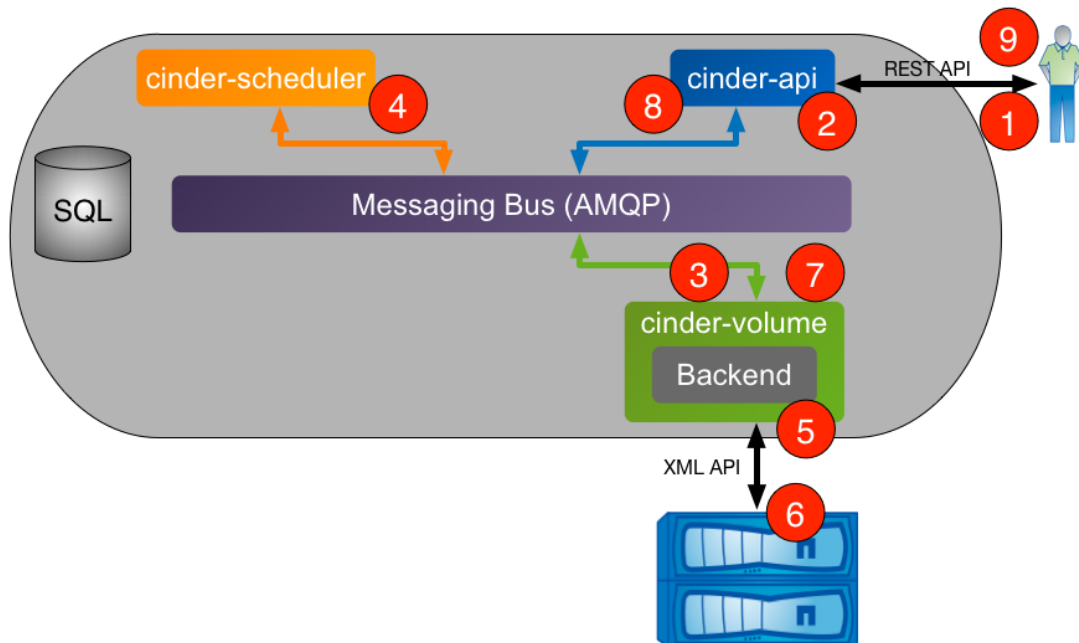 9
cinder-scheduler
cinder-api
REST API
4
8
2
1
SQL
Messaging Bus (AMQP)
3
7
cinder-volume
Backend
5
XML API
6